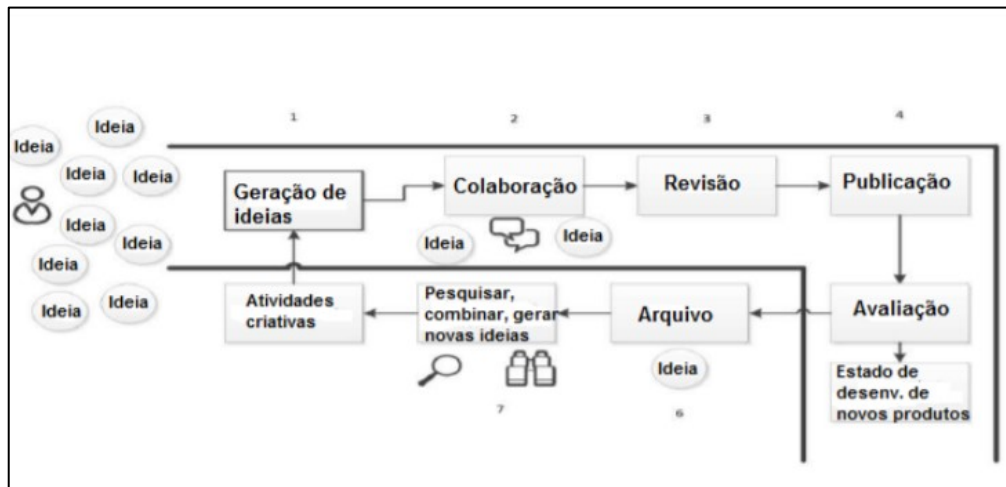 1
2
3
4
Ideia
Ideia
Ideia
Ideia
Ideia
Ideia
Ideia
Ideia
Ideia
Geração de
ideias
Colaboração
Revisão
Publicação
Ideia
Ideia
Atividades
criativas
Pesquisar,
combinar, gerar
novas ideias
Arquivo
Avaliação
Ideia
Estado de
desenv. de
novos produtos
7
6